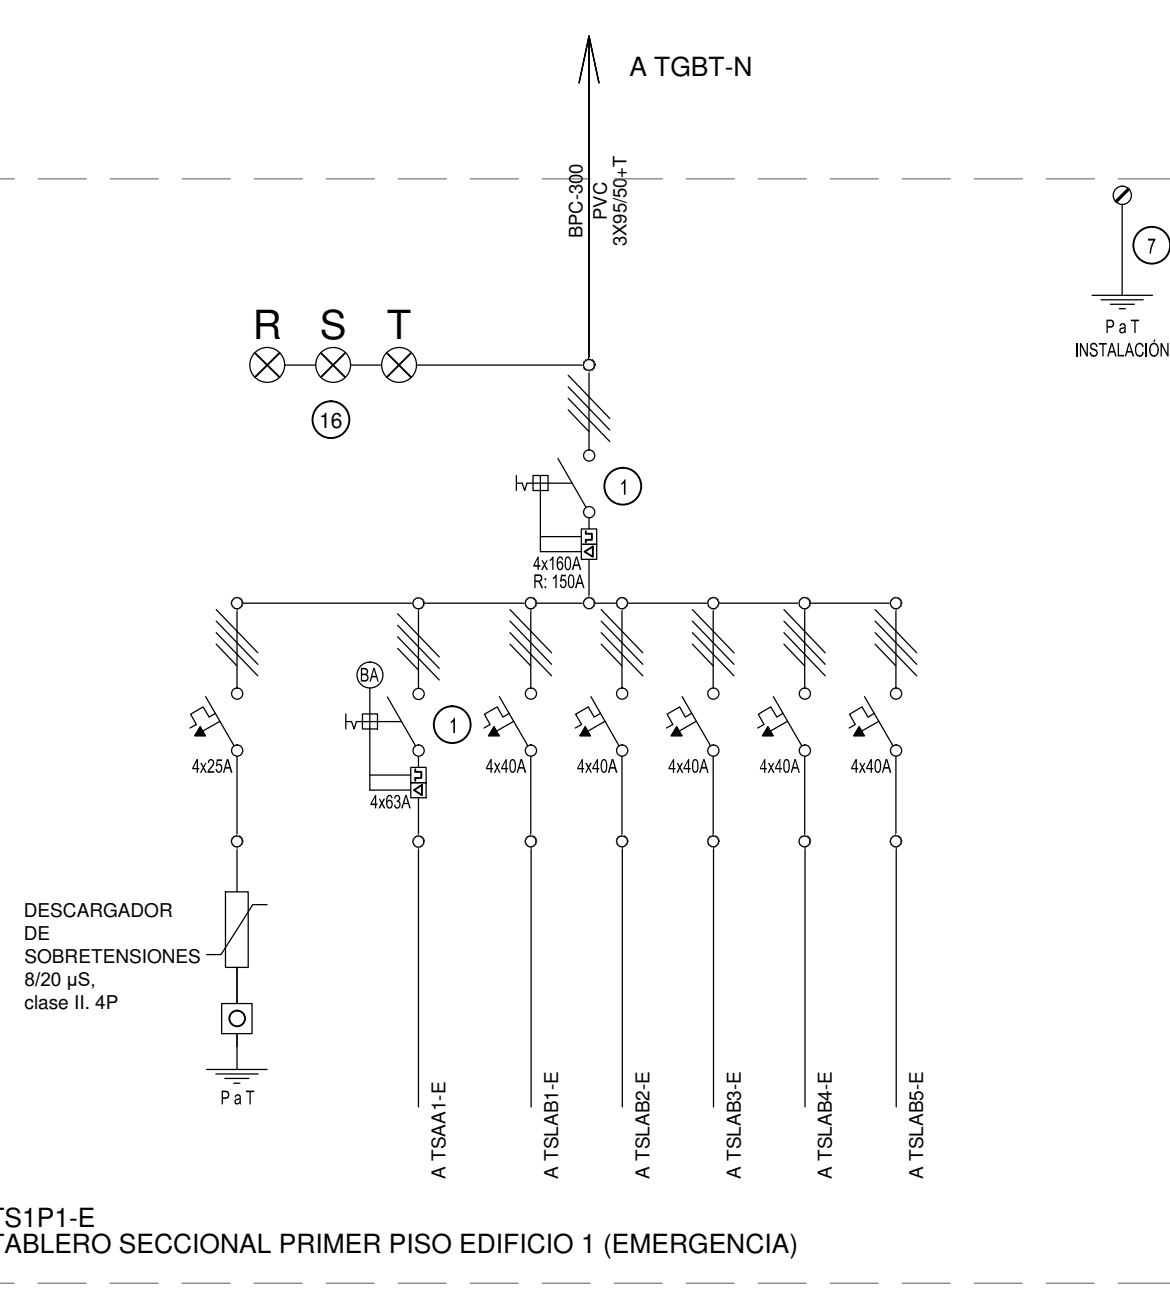 A TGBT-N
BPC-300
PVC
3X95/50+T
7
PaT
INSTALACIÓN
R S T
16
1
4x160A
R: 150A
BA
1
4x25A
4x63A
4x40A
4x40A
4x40A
4x40A
4x40A
DESCARGADOR
DE
SOBRETENSIONES
8/20 µS,
clase II. 4P
PaT
A TSAA1-E
A TSLAB1-E
A TSLAB2-E
A TSLAB3-E
A TSLAB4-E
A TSLAB5-E
TS1P1-E
TABLERO SECCIONAL PRIMER PISO EDIFICIO 1 (EMERGENCIA)